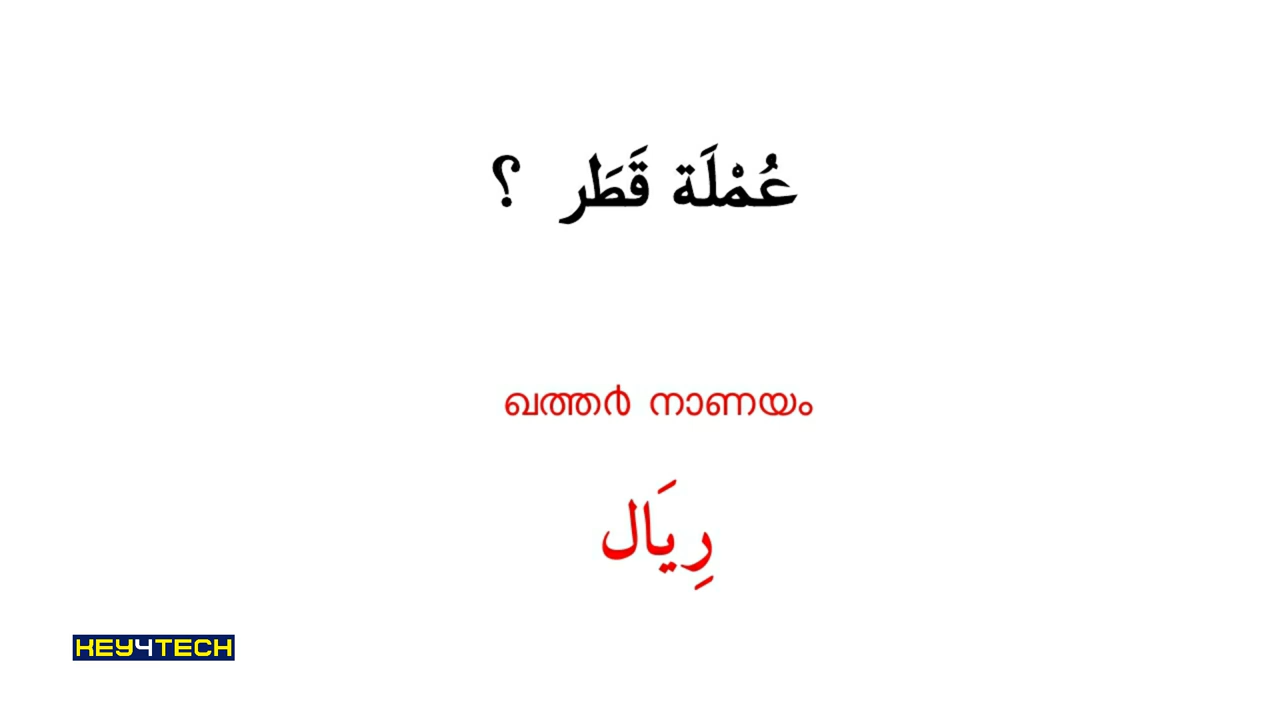 عُمْلَة قَطَر ؟
ഖത്തർ നാണയം
رِيَال
KEY4TECH